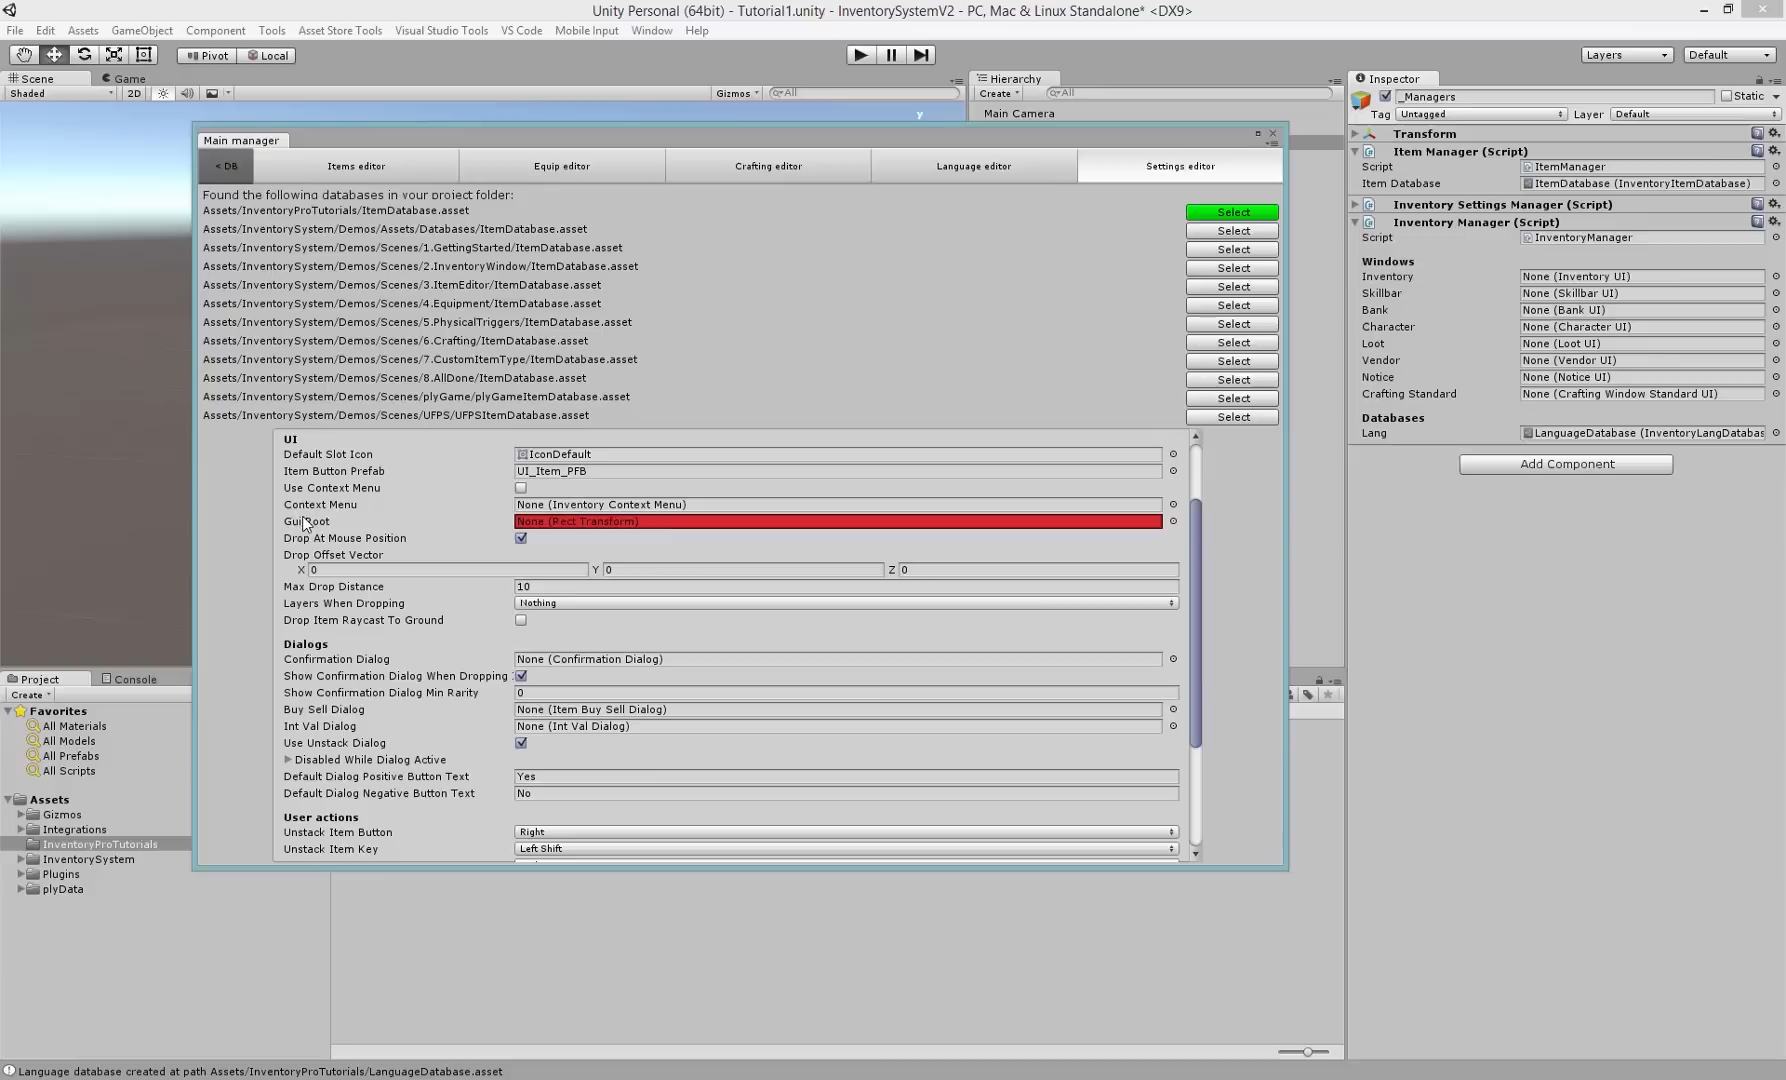 Unity Personal (64bit) - Tutorial1.unity - InventorySystemV2 - PC, Mac & Linux Standalone* <DX9>
File Edit Assets GameObject Component Tools Asset Store Tools Visual Studio Tools VS Code Mobile Input Window Help
Pivot Local Layers Default
Scene Game Hierarchy Inspector
Shaded 2D Gizmos All Create All
_Managers Static
Tag Untagged Layer Default
Main Camera
y
Main manager
< DB Items editor Equip editor Crafting editor Language editor Settings editor
Found the following databases in your project folder:
Assets/InventoryProTutorials/ItemDatabase.asset Select
Assets/InventorySystem/Demos/Assets/Databases/ItemDatabase.asset Select
Assets/InventorySystem/Demos/Scenes/1.GettingStarted/ItemDatabase.asset Select
Assets/InventorySystem/Demos/Scenes/2.InventoryWindow/ItemDatabase.asset Select
Assets/InventorySystem/Demos/Scenes/3.ItemEditor/ItemDatabase.asset Select
Assets/InventorySystem/Demos/Scenes/4.Equipment/ItemDatabase.asset Select
Assets/InventorySystem/Demos/Scenes/5.PhysicalTriggers/ItemDatabase.asset Select
Assets/InventorySystem/Demos/Scenes/6.Crafting/ItemDatabase.asset Select
Assets/InventorySystem/Demos/Scenes/7.CustomItemType/ItemDatabase.asset Select
Assets/InventorySystem/Demos/Scenes/8.AllDone/ItemDatabase.asset Select
Assets/InventorySystem/Demos/Scenes/plyGame/plyGameItemDatabase.asset Select
Assets/InventorySystem/Demos/Scenes/UFPS/UFPSItemDatabase.asset Select
UI
Default Slot Icon IconDefault
Item Button Prefab UI_Item_PFB
Use Context Menu
Context Menu None (Inventory Context Menu)
None (Rect Transform)
Drop At Mouse Position
Drop Offset Vector
X 0 Y 0 Z 0
Max Drop Distance 10
Layers When Dropping Nothing
Drop Item Raycast To Ground
Dialogs
Confirmation Dialog None (Confirmation Dialog)
Show Confirmation Dialog When Dropping
Show Confirmation Dialog Min Rarity 0
Buy Sell Dialog None (Item Buy Sell Dialog)
Int Val Dialog None (Int Val Dialog)
Use Unstack Dialog
Disabled While Dialog Active
Default Dialog Positive Button Text Yes
Default Dialog Negative Button Text No
User actions
Unstack Item Button Right
Unstack Item Key Left Shift
Transform
Item Manager (Script)
Script ItemManager
Item Database ItemDatabase (InventoryItemDatabase)
Inventory Settings Manager (Script)
Inventory Manager (Script)
Script InventoryManager
Windows
Inventory None (Inventory UI)
Skillbar None (Skillbar UI)
Bank None (Bank UI)
Character None (Character UI)
Loot None (Loot UI)
Vendor None (Vendor UI)
Notice None (Notice UI)
Crafting Standard None (Crafting Window Standard UI)
Databases
Lang LanguageDatabase (InventoryLangDatabas
Add Component
Project Console
Create
Favorites
All Materials
All Models
All Prefabs
All Scripts
Assets
Gizmos
Integrations
InventoryProTutorials
InventorySystem
Plugins
plyData
Language database created at path Assets/InventoryProTutorials/LanguageDatabase.asset